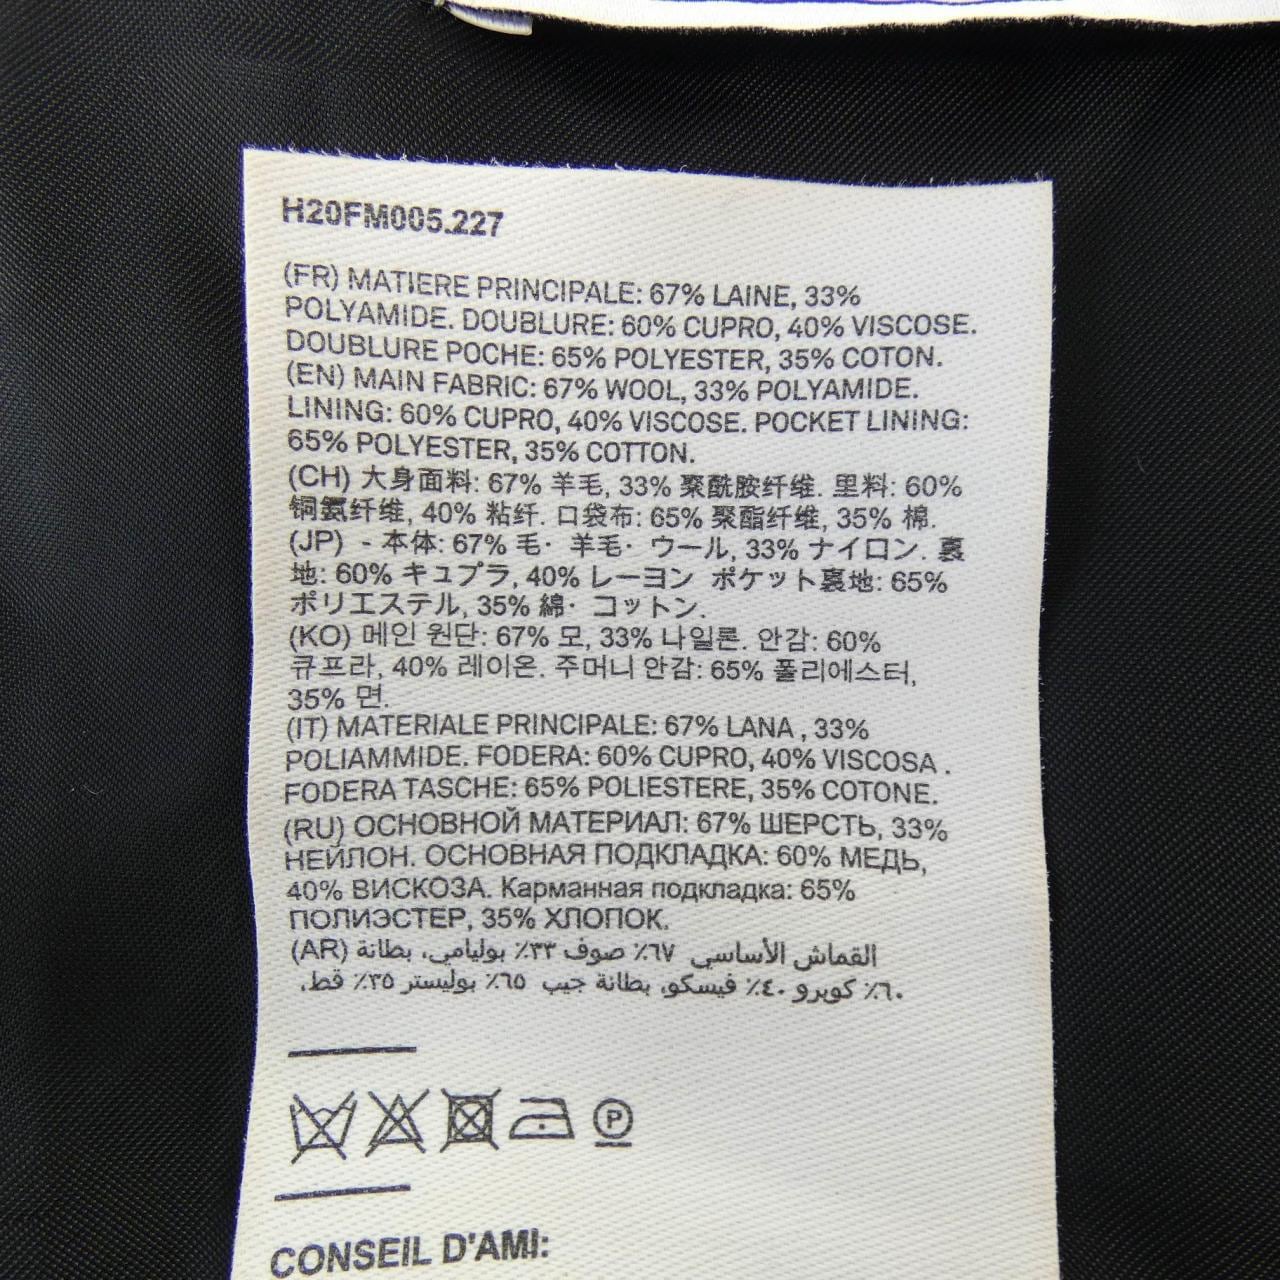 H20FM005.227
(FR) MATIERE PRINCIPALE: 67% LAINE, 33%
POLYAMIDE. DOUBLURE: 60% CUPRO, 40% VISCOSE.
DOUBLURE POCHE: 65% POLYESTER, 35% COTON.
(EN) MAIN FABRIC: 67% WOOL, 33% POLYAMIDE.
LINING: 60% CUPRO, 40% VISCOSE. POCKET LINING:
65% POLYESTER, 35% COTTON.
(CH) 大身面料: 67% 羊毛, 33% 聚酰胺纤维. 里料: 60%
铜氨纤维, 40% 粘纤. 口袋布: 65% 聚酯纤维, 35% 棉.
(JP) - 本体: 67% 毛· 羊毛· ウール, 33% ナイロン. 裏
地: 60% キュプラ, 40% レーヨン ポケット裏地: 65%
ポリエステル, 35% 綿· コットン.
(KO) 메인 원단: 67% 모, 33% 나일론. 안감: 60%
큐프라, 40% 레이온. 주머니 안감: 65% 폴리에스터,
35% 면.
(IT) MATERIALE PRINCIPALE: 67% LANA , 33%
POLIAMMIDE. FODERA: 60% CUPRO, 40% VISCOSA .
FODERA TASCHE: 65% POLIESTERE, 35% COTONE.
(RU) ОСНОВНОЙ МАТЕРИАЛ: 67% ШЕРСТЬ, 33%
НЕЙЛОН. ОСНОВНАЯ ПОДКЛАДКА: 60% МЕДЬ,
40% ВИСКОЗА. Карманная подкладка: 65%
ПОЛИЭСТЕР, 35% ХЛОПОК.
(AR) القماش الأساسي ٦٧٪ صوف ٣٣٪ بوليامي، بطانة
٦٠٪ كوبرو ٤٠٪ فيسكو، بطانة جيب ٦٥٪ بوليستر ٣٥٪ قط.
P
CONSEIL D'AMI: